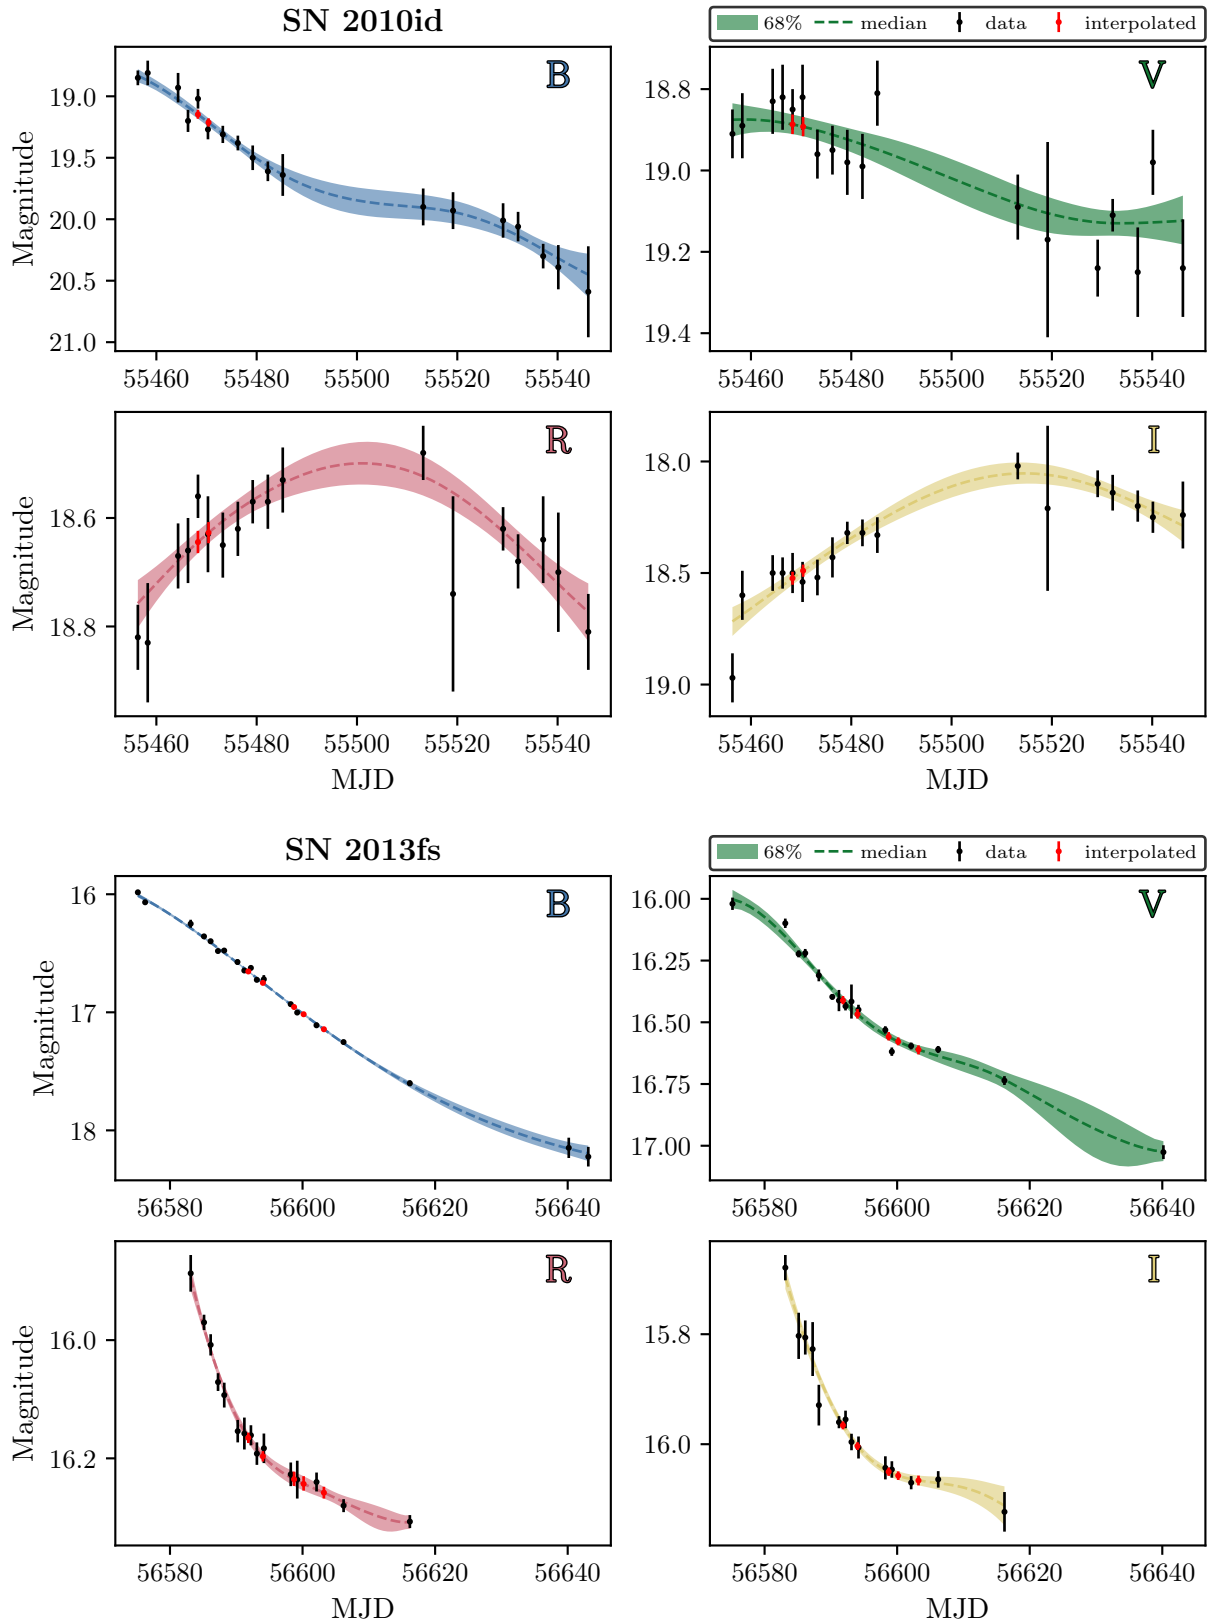 SN 2010id
68% median data interpolated
B
V
Magnitude
19.0
19.5
20.0
20.5
21.0
18.8
19.0
19.2
19.4
55460 55480 55500 55520 55540
55460 55480 55500 55520 55540
R
I
Magnitude
18.6
18.8
18.0
18.5
19.0
55460 55480 55500 55520 55540
55460 55480 55500 55520 55540
MJD
MJD
SN 2013fs
68% median data interpolated
B
V
Magnitude
16
17
18
16.00
16.25
16.50
16.75
17.00
56580 56600 56620 56640
56580 56600 56620 56640
R
I
Magnitude
16.0
16.2
15.8
16.0
56580 56600 56620 56640
56580 56600 56620 56640
MJD
MJD